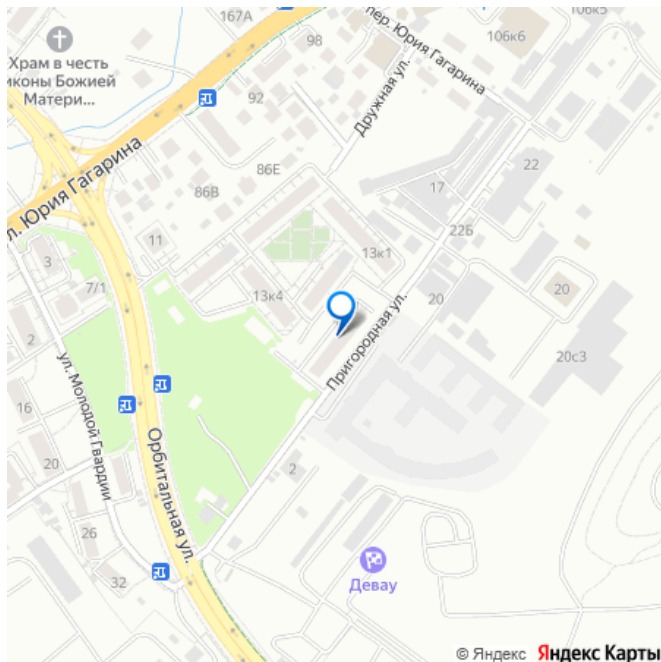 167А
98
пер. Юрия Гагарина
106к6
106к5
Храм в честь
иконы Божией
Матери...
92
Дружная ул.
ул. Юрия Гагарина
86Е
86В
17
22
22Б
11
13к1
3
7/1
13к4
20
20
2
Пригородная ул.
20с3
ул. Молодой Гвардии
16
Орбитальная ул.
20
2
26
32
Девау
© Яндекс Яндекс Карты